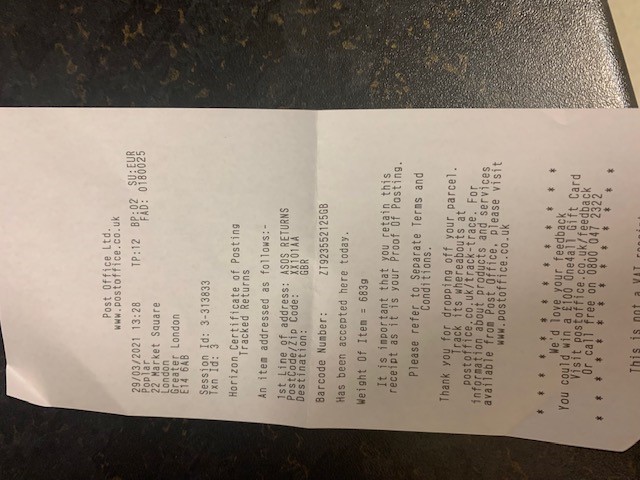 Post Office Ltd.
www.postoffice.co.uk
29/03/2021 13:28 TP:12 BP:02 SU:EUR
Poplar FAD: 0180025
22 Market Square
London
Greater London
E14 6AB
Session Id: 3-313833
Txn Id: 3
Horizon Certificate of Posting
Tracked Returns
An item addressed as follows:-
1st Line of address: ASOS RETURNS
PostCode/Zip Code: XX101AA
Destination: GBR
Barcode Number: ZT923552125GB
Has been accepted here today.
Weight Of Item = 683g
It is important that you retain this
receipt as it is your Proof Of Posting.
Please refer to Separate Terms and
Conditions.
Thank you for dropping off your parcel.
Track its whereabouts at
postoffice.co.uk/track-trace. For
information about products and services
available from Post Office, please visit
www.postoffice.co.uk
* * * * * * * * * * * * * * * *
We'd love your feedback
You could win a £100 One4all Gift Card
Visit postoffice.co.uk/feedback
Or call free on 0800 047 2322
* * * * * * * * * * * * * * * *
This is not a